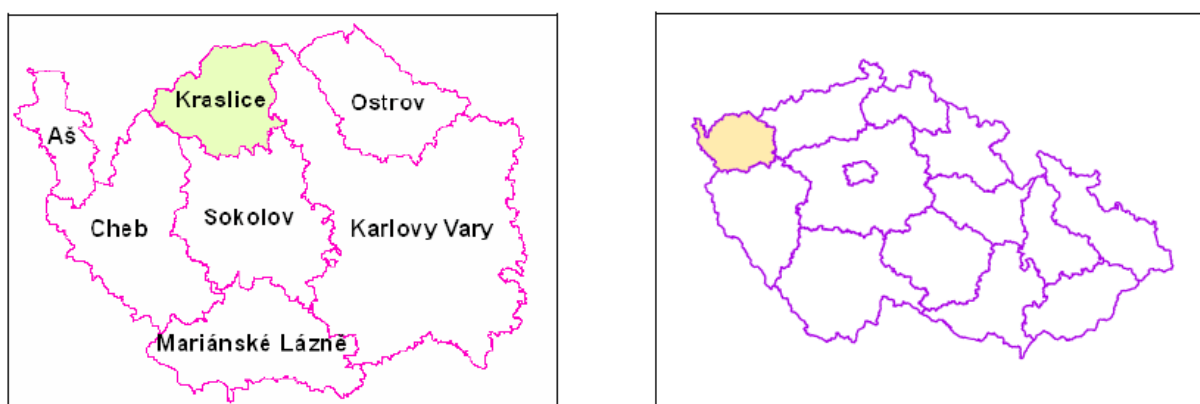 Kraslice
Ostrov
Aš
Cheb
Sokolov
Karlovy Vary
Mariánské Lázně